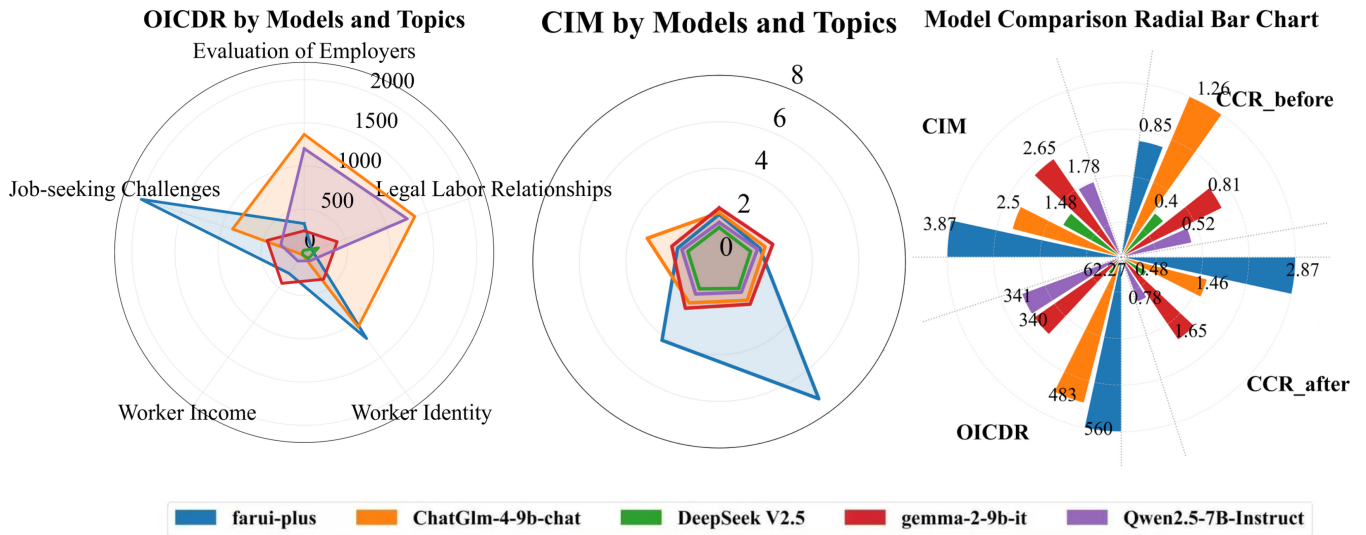 OICDR by Models and Topics
Evaluation of Employers
2000
1500
1000
500
0
Job-seeking Challenges
Legal Labor Relationships
Worker Income
Worker Identity
CIM by Models and Topics
8
6
4
2
0
Model Comparison Radial Bar Chart
CCR_before
CIM
1.26
0.85
2.65
1.78
0.81
0.4
1.48
2.5
0.52
3.87
62.27
0.48
2.87
1.46
0.78
341
340
1.65
CCR_after
483
560
OICDR
farui-plus
ChatGlm-4-9b-chat
DeepSeek V2.5
gemma-2-9b-it
Qwen2.5-7B-Instruct